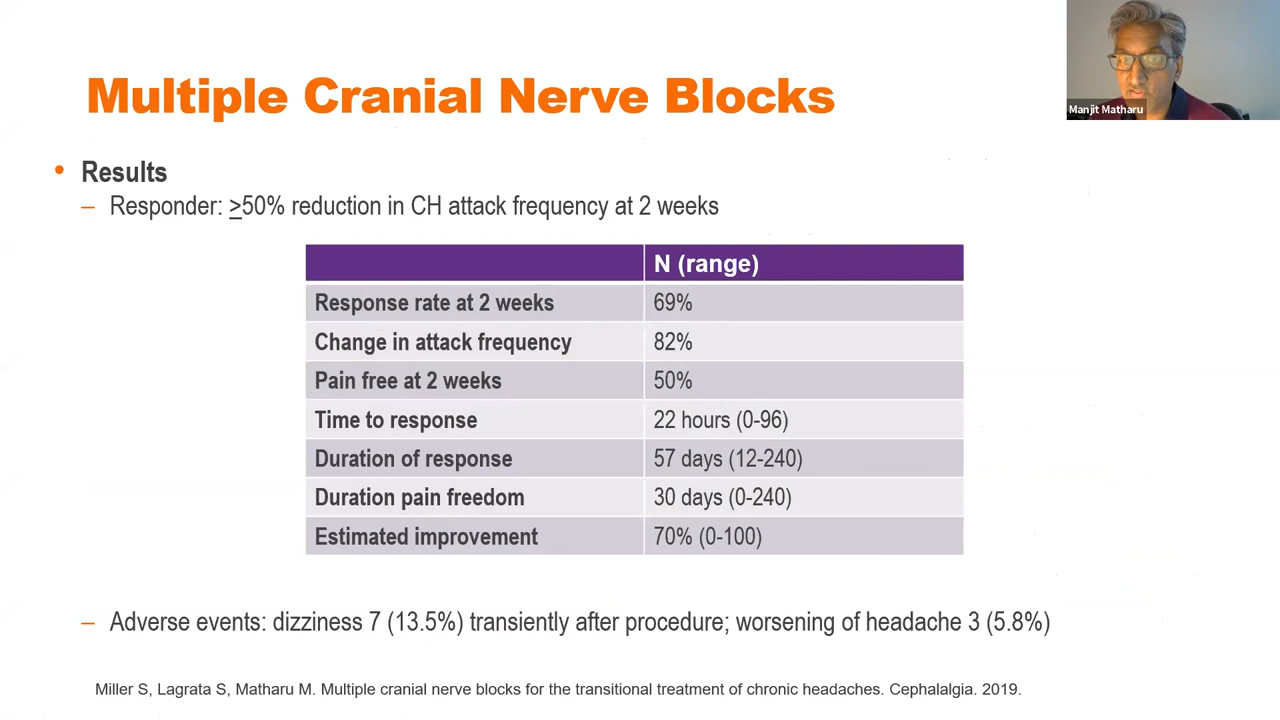 Manjit Matharu
Multiple Cranial Nerve Blocks
• Results
– Responder: ≥50% reduction in CH attack frequency at 2 weeks
N (range)
Response rate at 2 weeks 69%
Change in attack frequency 82%
Pain free at 2 weeks 50%
Time to response 22 hours (0-96)
Duration of response 57 days (12-240)
Duration pain freedom 30 days (0-240)
Estimated improvement 70% (0-100)
– Adverse events: dizziness 7 (13.5%) transiently after procedure; worsening of headache 3 (5.8%)
Miller S, Lagrata S, Matharu M. Multiple cranial nerve blocks for the transitional treatment of chronic headaches. Cephalalgia. 2019.